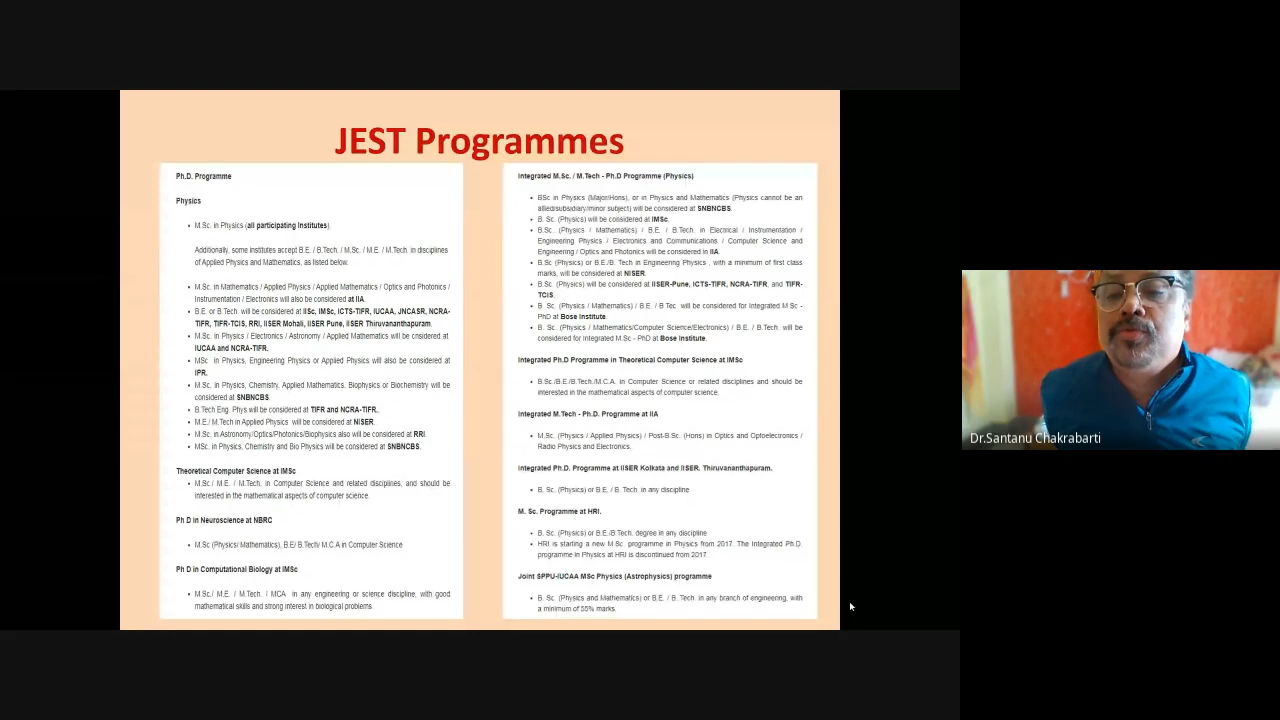 JEST Programmes
Ph.D. Programme
Physics
• M.Sc. in Physics (all participating Institutes)
Additionally, some institutes accept B.E. / B.Tech. / M.Sc. / M.E. / M.Tech. in disciplines
of Applied Physics and Mathematics, as listed below.
• M.Sc. in Mathematics / Applied Physics / Applied Mathematics / Optics and Photonics /
Instrumentation / Electronics will also be considered at IIA.
• B.E. or B.Tech. will be considered at IISc, IMSc, ICTS-TIFR, IUCAA, JNCASR, NCRA-
TIFR, TIFR-TCIS, RRI, IISER Mohali, IISER Pune, IISER Thiruvananthapuram.
• M.Sc. in Physics / Electronics / Astronomy / Applied Mathematics will be cnsidered at
IUCAA and NCRA-TIFR.
• MSc in Physics, Engineering Physics or Applied Physics will also be considered at
IPR.
• M.Sc. in Physics, Chemistry, Applied Mathematics, Biophysics or Biochemistry will be
considered at SNBNCBS.
• B.Tech Eng. Phys.will be considered at TIFR and NCRA-TIFR..
• M.E./ M.Tech in Applied Physics will be considered at NISER.
• M.Sc. in Astronomy/Optics/Photonics/Biophysics also will be considered at RRI.
• MSc. in Physics, Chemistry and Bio Physics will be considered at SNBNCBS.
Theoretical Computer Science at IMSc
• M.Sc./ M.E. / M.Tech. in Computer Science and related disciplines, and should be
interested in the mathematical aspects of computer science.
Ph D in Neuroscience at NBRC
• M.Sc (Physics/ Mathematics), B.E/ B.Tech/ M.C.A in Computer Science
Ph D in Computational Biology at IMSc
• M.Sc./ M.E. / M.Tech. / MCA in any engineering or science discipline, with good
mathematical skills and strong interest in biological problems.
Integrated M.Sc. / M.Tech - Ph.D Programme (Physics)
• BSc in Physics (Major/Hons), or in Physics and Mathematics (Physics cannot be an
allied/subsidiary/minor subject) will be considered at SNBNCBS.
• B. Sc. (Physics) will be considered at IMSc.
• B.Sc. (Physics / Mathematics) / B.E. / B.Tech. in Electrical / Instrumentation /
Engineering Physics / Electronics and Communications / Computer Science and
Engineering / Optics and Photonics will be considered in IIA.
• B.Sc (Physics) or B.E./B. Tech in Engineering Physics , with a minimum of first class
marks, will be considered at NISER.
• B.Sc. (Physics) will be considered at IISER-Pune, ICTS-TIFR, NCRA-TIFR, and TIFR-
TCIS.
• B. Sc. (Physics / Mathematics) / B.E. / B.Tec. will be considered for Integrated M.Sc -
PhD at Bose Institute.
• B. Sc. (Physics / Mathematics/Computer Science/Electronics) / B.E. / B.Tech. will be
considered for Integrated M.Sc - PhD at Bose Institute.
Integrated Ph.D Programme in Theoretical Computer Science at IMSc
• B.Sc./B.E./B.Tech./M.C.A. in Computer Science or related disciplines and should be
interested in the mathematical aspects of computer science.
Integrated M.Tech - Ph.D. Programme at IIA
• M.Sc. (Physics / Applied Physics) / Post-B.Sc. (Hons) in Optics and Optoelectronics /
Radio Physics and Electronics.
Integrated Ph.D. Programme at IISER Kolkata and IISER, Thiruvananthapuram.
• B. Sc. (Physics) or B.E. / B. Tech. in any discipline
M. Sc. Programme at HRI.
• B. Sc. (Physics) or B.E./B.Tech. degree in any discipline
• HRI is starting a new M.Sc. programme in Physics from 2017. The Integrated Ph.D.
programme in Physics at HRI is discontinued from 2017.
Joint SPPU-IUCAA MSc Physics (Astrophysics) programme
• B. Sc. (Physics and Mathematics) or B.E. / B. Tech. in any branch of engineering, with
a minimum of 55% marks.
Dr.Santanu Chakrabarti